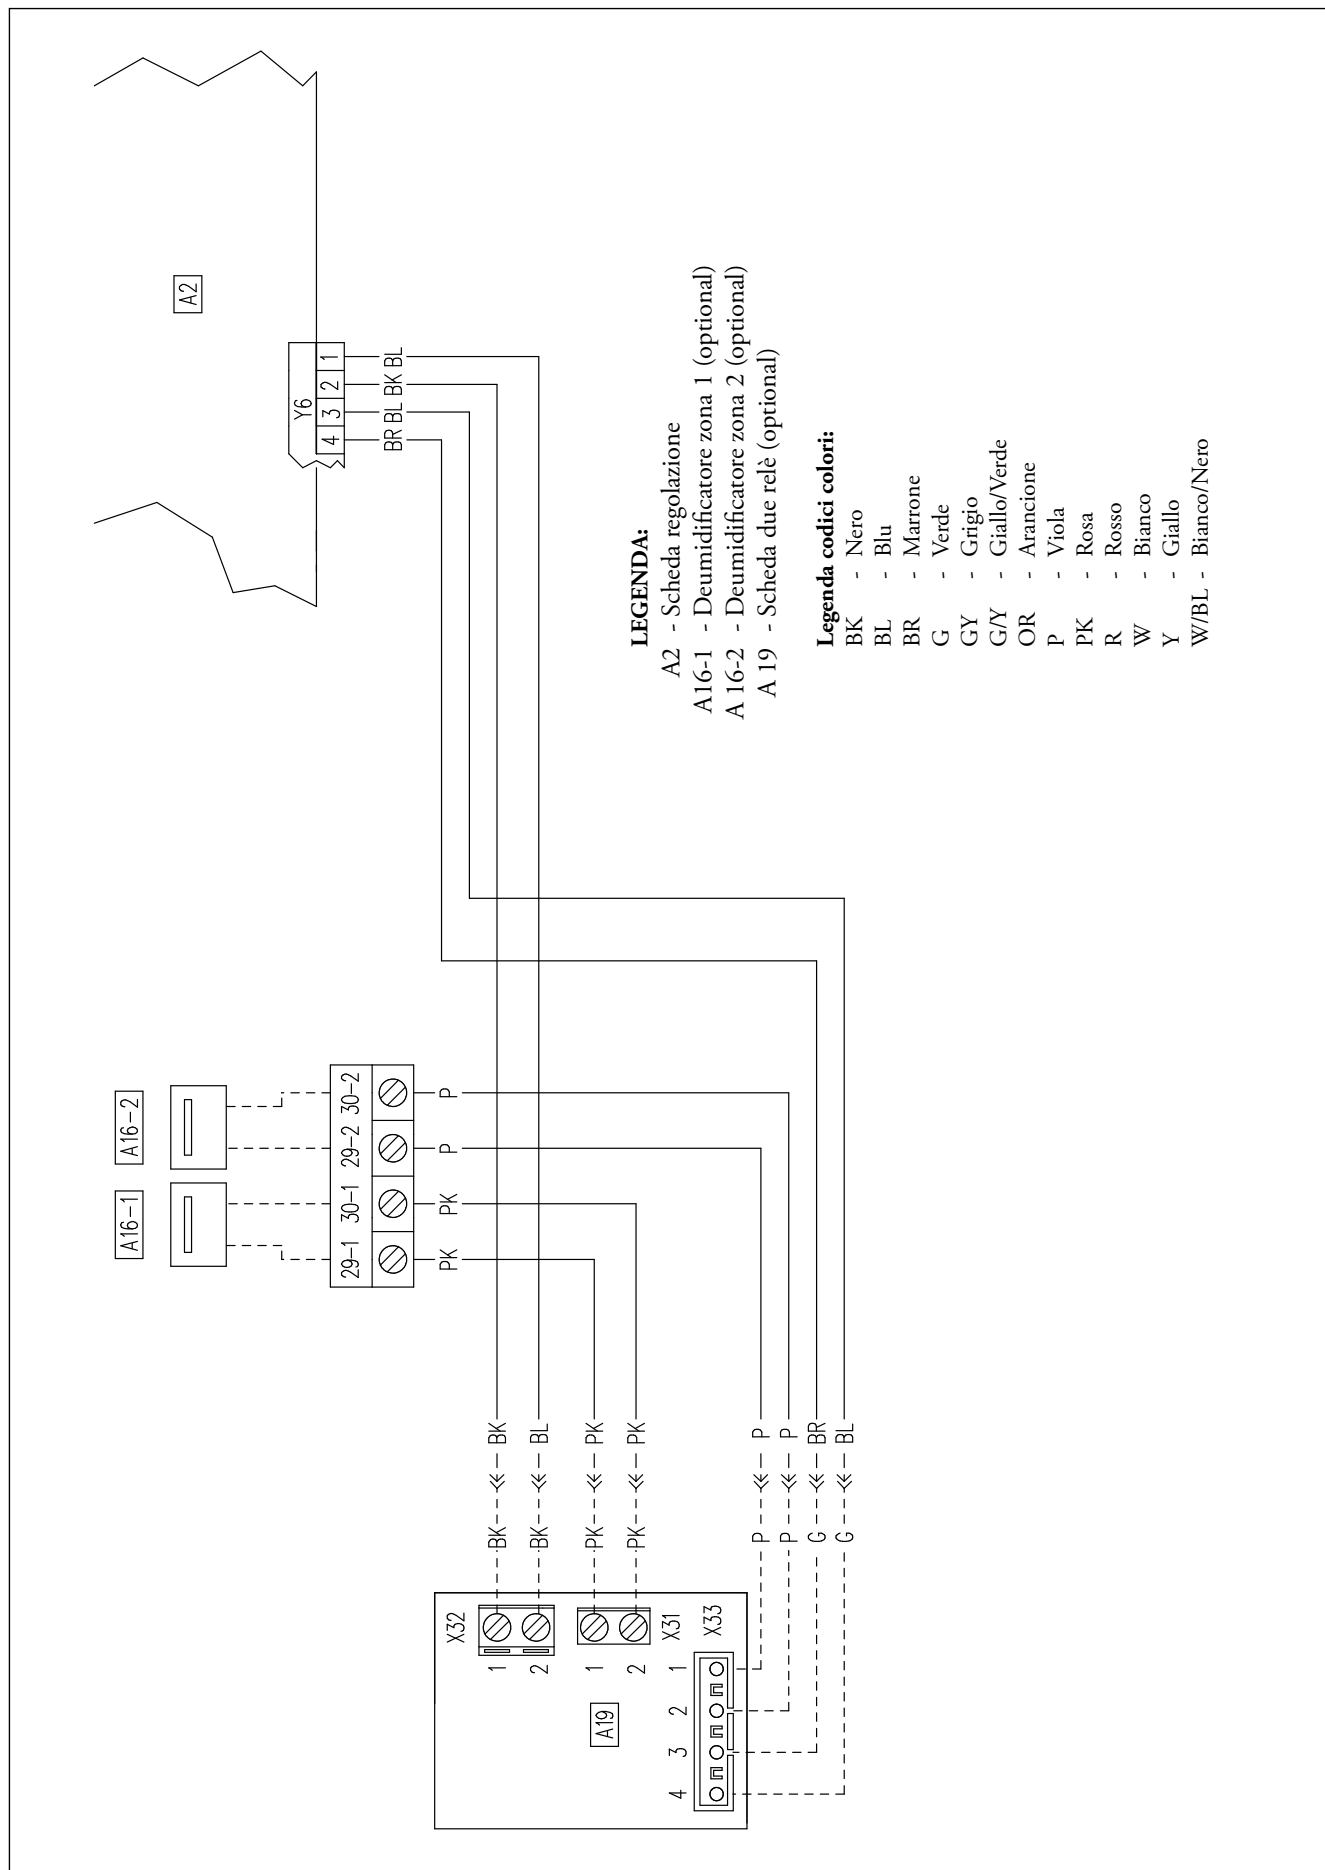 A16-1
A16-2
A2
29-1 30-1 29-2 30-2
Y6
4 3 2 1
BR BL BK BL
PK PK P P
X32
1 BK BK
2 BK BL
A19
1 PK PK
2 PK PK
X31
X33
4 3 2 1
P P
P P
G BR
G BL
LEGENDA:
A2 - Scheda regolazione
A16-1 - Deumidificatore zona 1 (optional)
A 16-2 - Deumidificatore zona 2 (optional)
A 19 - Scheda due relè (optional)
Legenda codici colori:
BK - Nero
BL - Blu
BR - Marrone
G - Verde
GY - Grigio
G/Y - Giallo/Verde
OR - Arancione
P - Viola
PK - Rosa
R - Rosso
W - Bianco
Y - Giallo
W/BL - Bianco/Nero